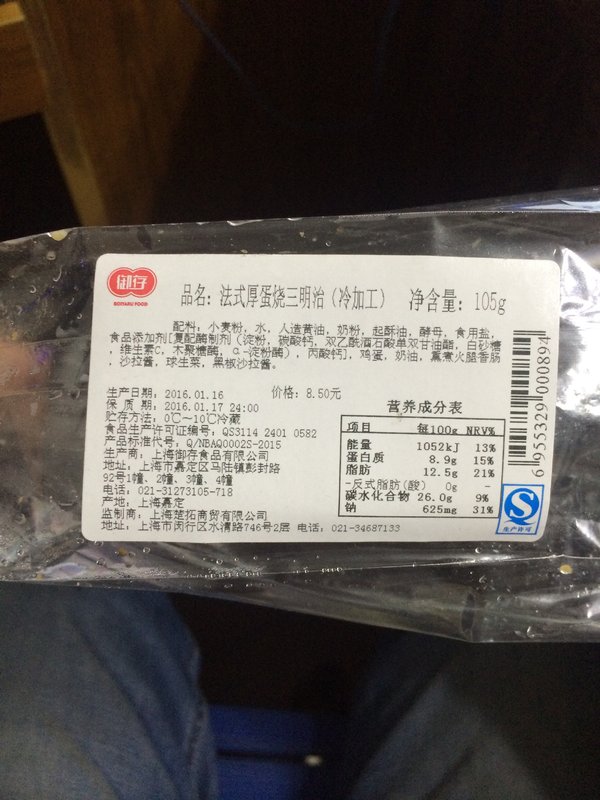 御存
品名：法式厚蛋烧三明治（冷加工） 净含量：105g
配料：小麦粉，水，人造黄油，奶粉，起酥油，酵母，食用盐，
食品添加剂[复配酶制剂（淀粉，碳酸钙，双乙酰酒石酸单双甘油酯，白砂糖
，维生素c，木聚糖酶，α-淀粉酶），丙酸钙]，鸡蛋，奶油，熏煮火腿香肠
，沙拉酱，球生菜，黑椒沙拉酱。
生产日期：2016.01.16 价格：8.50元
保 质 期：2016.01.17 24:00
贮存方法：0℃～10℃冷藏
食品生产许可证编号：QS3114 2401 0582
产品标准代号：Q/NBAQ0002S-2015
生产商：上海御存食品有限公司
地址：上海市嘉定区马陆镇彭封路
92号1幢、2幢、3幢、4幢
电话：021-31273105-718
产地：上海嘉定
监制商：上海楚拓商贸有限公司
地址：上海市闵行区水清路746号2层 电话：021-34687133
营养成分表
项目 每100g NRV%
能量 1052kJ 13%
蛋白质 8.9g 15%
脂肪 12.5g 21%
-反式脂肪（酸） 0g -
碳水化合物 26.0g 9%
钠 625mg 31%
6 955329 000894
生产许可